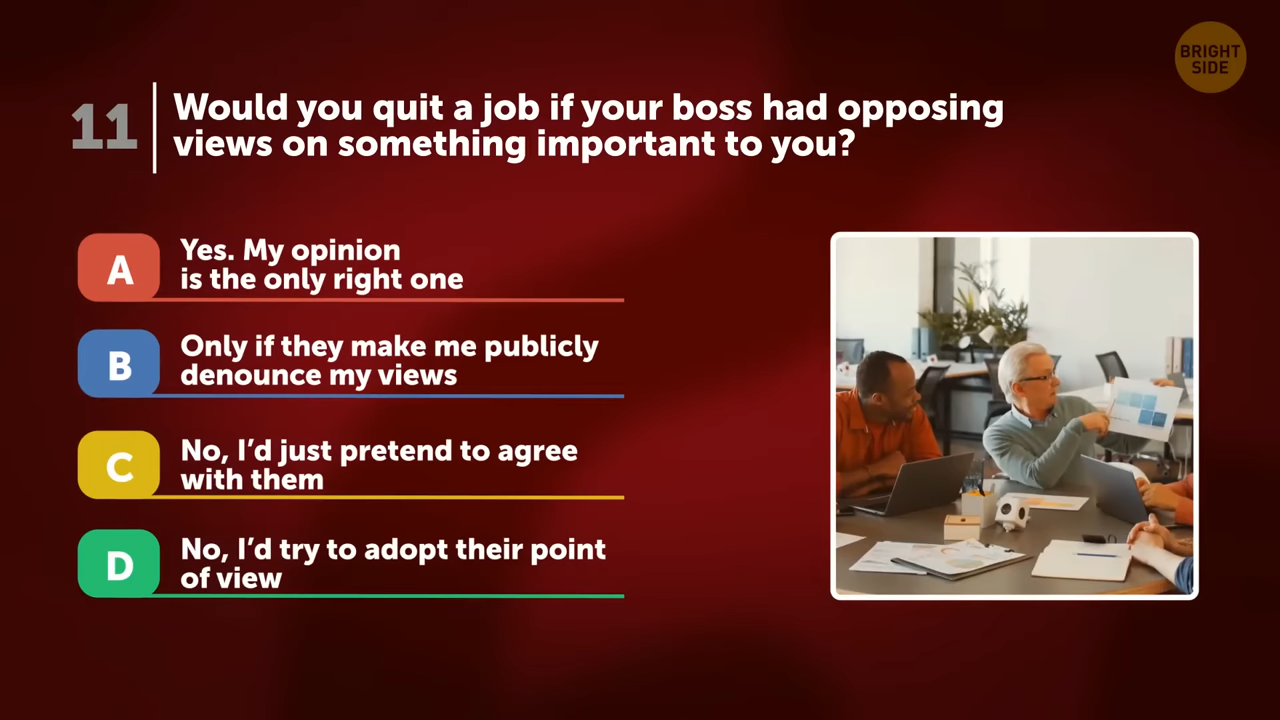 BRIGHT
SIDE
11
Would you quit a job if your boss had opposing
views on something important to you?
A
Yes. My opinion
is the only right one
B
Only if they make me publicly
denounce my views
C
No, I’d just pretend to agree
with them
D
No, I’d try to adopt their point
of view